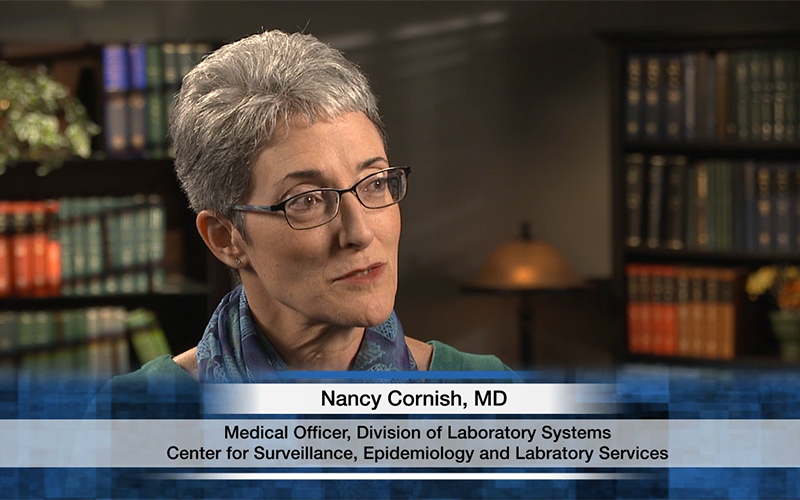 Nancy Cornish, MD
Medical Officer, Division of Laboratory Systems
Center for Surveillance, Epidemiology and Labratory Services